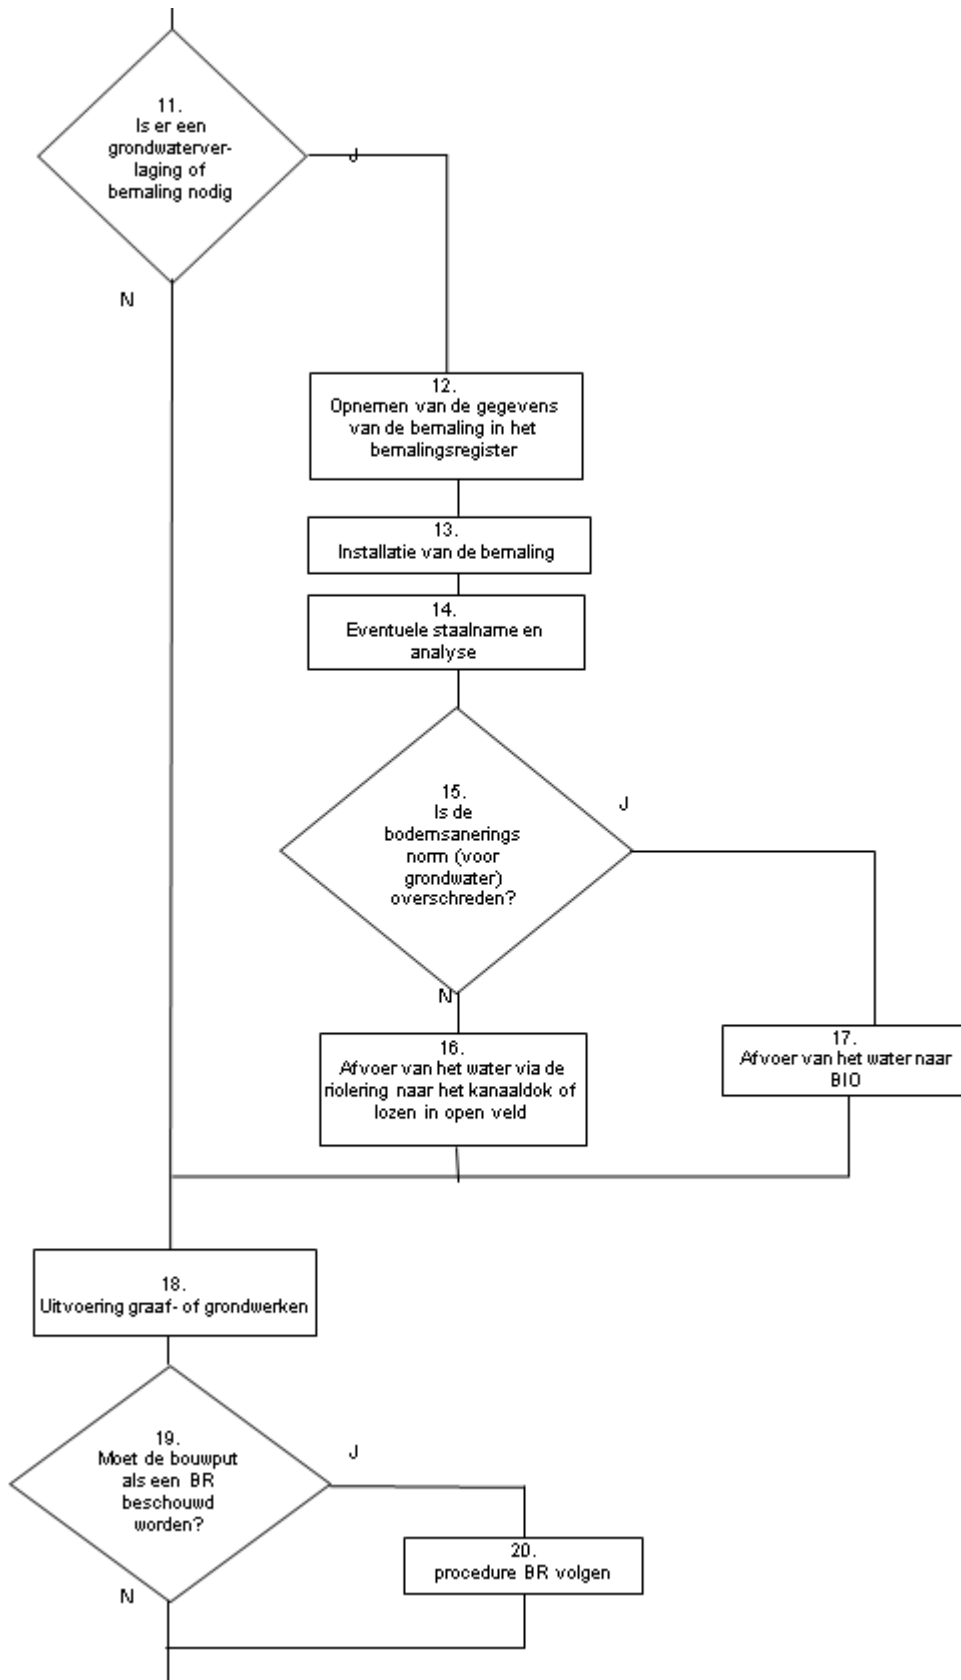 11.
Is er een
grondwaterver-
laging of
bemaling nodig
J
N
12.
Opnemen van de gegevens
van de bemaling in het
bemalingsregister
13.
Installatie van de bemaling
14.
Eventuele staalname en
analyse
15.
Is de
bodemsanerings
norm (voor
grondwater)
overschreden?
J
N
16.
Afvoer van het water via de
riolering naar het kanaaldok of
lozen in open veld
17.
Afvoer van het water naar
BIO
18.
Uitvoering graaf- of grondwerken
19.
Moet de bouwput
als een BR
beschouwd
worden?
J
N
20.
procedure BR volgen